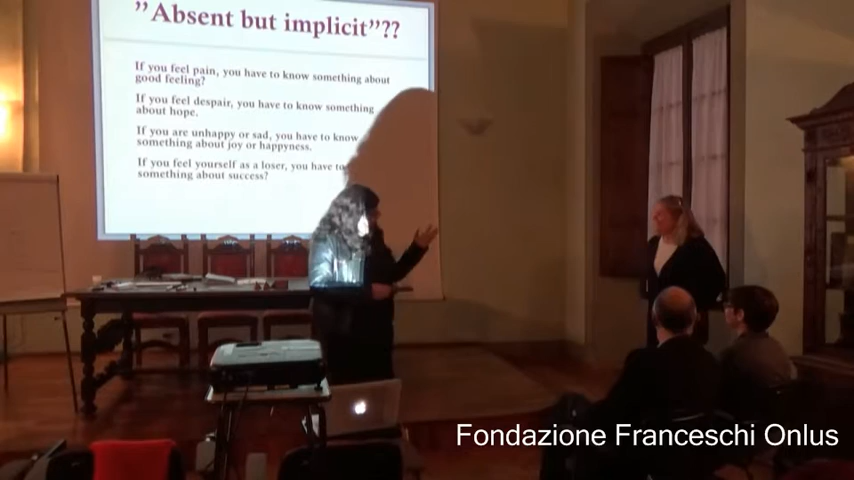 ”Absent but implicit”??
If you feel pain, you have to know something about
good feeling?
If you feel despair, you have to know something
about hope.
If you are unhappy or sad, you have to know
something about joy or happyness.
If you feel yourself as a loser, you have to
something about success?
Fondazione Franceschi Onlus